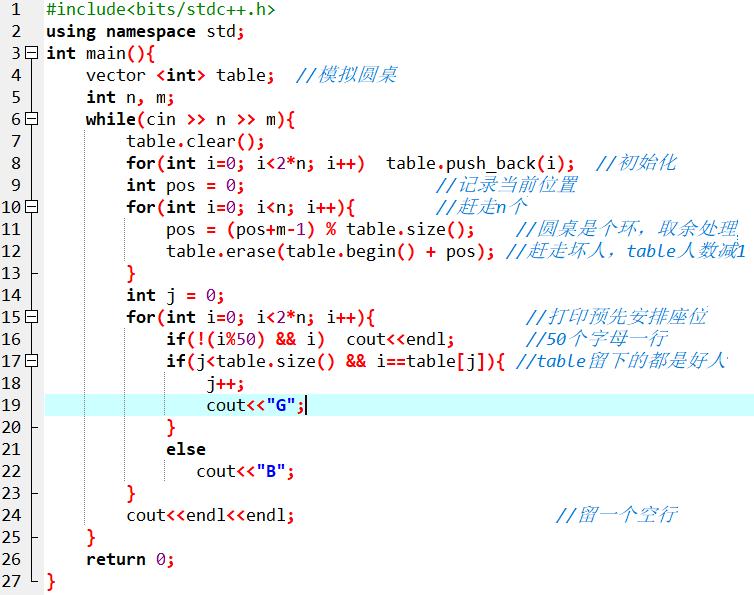 1 #include<bits/stdc++.h>
2 using namespace std;
3 int main(){
4 vector <int> table; //模拟圆桌
5 int n, m;
6 while(cin >> n >> m){
7 table.clear();
8 for(int i=0; i<2*n; i++) table.push_back(i); //初始化
9 int pos = 0; //记录当前位置
10 for(int i=0; i<n; i++){ //赶走n个
11 pos = (pos+m-1) % table.size(); //圆桌是个环，取余处理
12 table.erase(table.begin() + pos); //赶走坏人，table人数减1
13 }
14 int j = 0;
15 for(int i=0; i<2*n; i++){ //打印预先安排座位
16 if(!(i%50) && i) cout<<endl; //50个字母一行
17 if(j<table.size() && i==table[j]){ //table留下的都是好人
18 j++;
19 cout<<"G";
20 }
21 else
22 cout<<"B";
23 }
24 cout<<endl<<endl; //留一个空行
25 }
26 return 0;
27 }